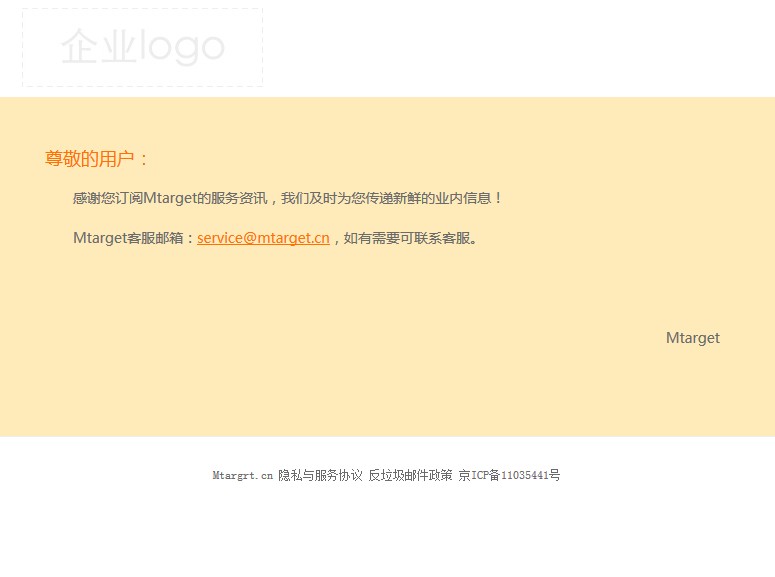 企业logo
尊敬的用户：
感谢您订阅Mtarget的服务资讯，我们及时为您传递新鲜的业内信息！
Mtarget客服邮箱：service@mtarget.cn，如有需要可联系客服。
Mtarget
Mtargrt.cn 隐私与服务协议 反垃圾邮件政策 京ICP备11035441号